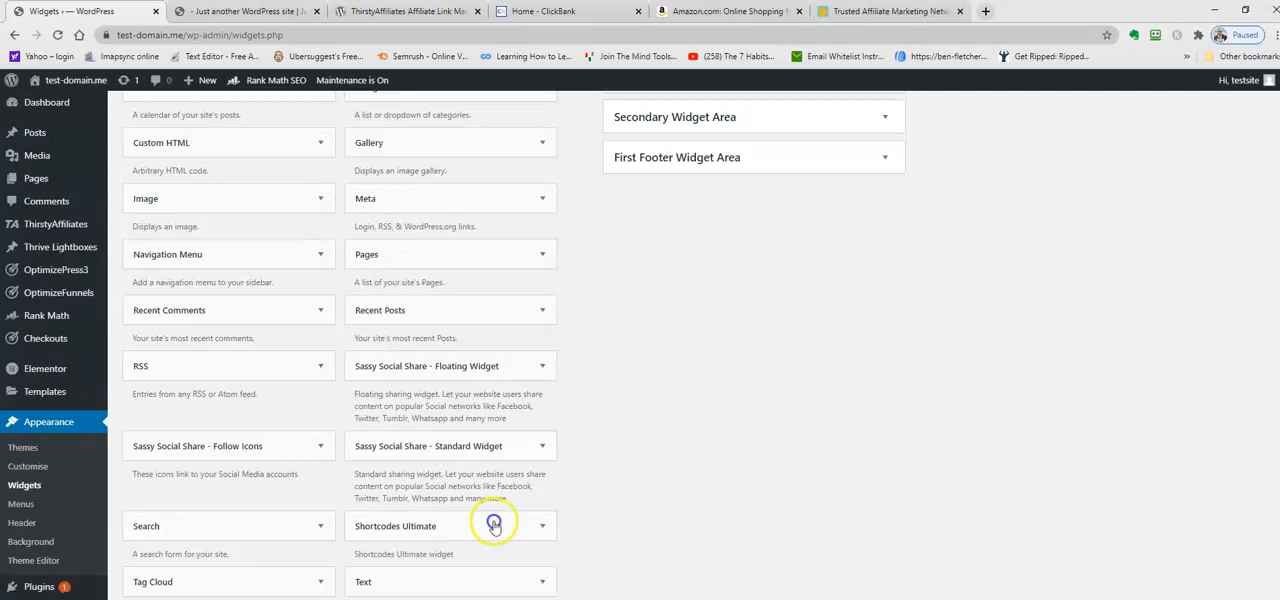 Widgets ‹ — WordPress
- Just another WordPress site | Ju
ThirstyAffiliates Affiliate Link Ma
Home - ClickBank
Amazon.com: Online Shopping
Trusted Affiliate Marketing Netw
test-domain.me/wp-admin/widgets.php
Paused
Yahoo – login
Imapsync online
Text Editor - Free A...
Ubersuggest's Free...
Semrush - Online V...
Learning How to Le...
Join The Mind Tools...
(258) The 7 Habits...
Email Whitelist Instr...
https://ben-fletcher...
Get Ripped: Ripped...
»
Other bookmarks
test-domain.me
1
0
New
Rank Math SEO
Maintenance is On
Hi, testsite
Dashboard
Posts
Media
Pages
Comments
TA ThirstyAffiliates
Thrive Lightboxes
OptimizePress3
OptimizeFunnels
Rank Math
Checkouts
Elementor
Templates
Appearance
Themes
Customise
Widgets
Menus
Header
Background
Theme Editor
Plugins 1
A calendar of your site's posts.
A list or dropdown of categories.
Custom HTML
Gallery
Arbitrary HTML code.
Displays an image gallery.
Image
Meta
Displays an image.
Login, RSS, & WordPress.org links.
Navigation Menu
Pages
Add a navigation menu to your sidebar.
A list of your site's Pages.
Recent Comments
Recent Posts
Your site's most recent comments.
Your site's most recent Posts.
RSS
Sassy Social Share - Floating Widget
Entries from any RSS or Atom feed.
Floating sharing widget. Let your website users share
content on popular Social networks like Facebook,
Twitter, Tumblr, Whatsapp and many more
Sassy Social Share - Follow Icons
Sassy Social Share - Standard Widget
These icons link to your Social Media accounts
Standard sharing widget. Let your website users share
content on popular Social networks like Facebook,
Twitter, Tumblr, Whatsapp and many more
Search
Shortcodes Ultimate
A search form for your site.
Shortcodes Ultimate widget
Tag Cloud
Text
Secondary Widget Area
First Footer Widget Area